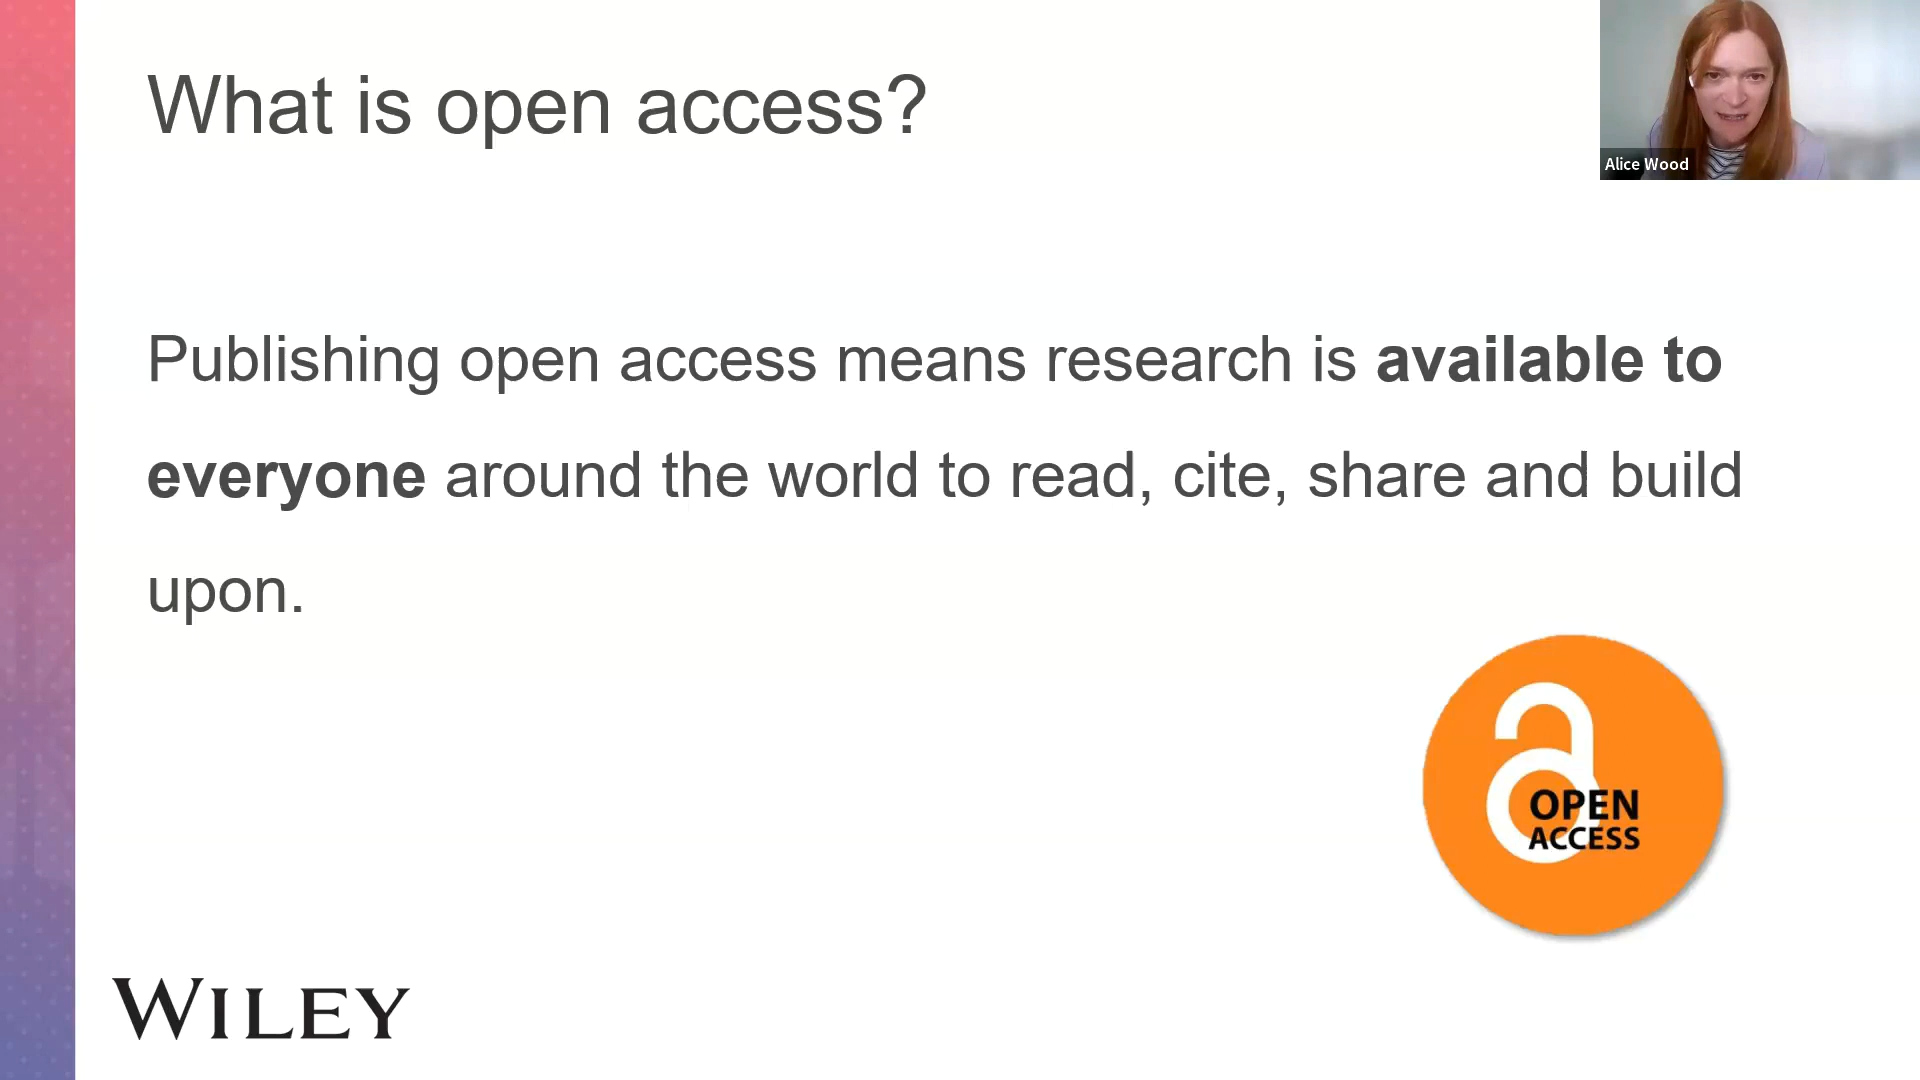 What is open access?
Alice Wood
Publishing open access means research is available to
everyone around the world to read, cite, share and build
upon.
OPEN
ACCESS
WILEY